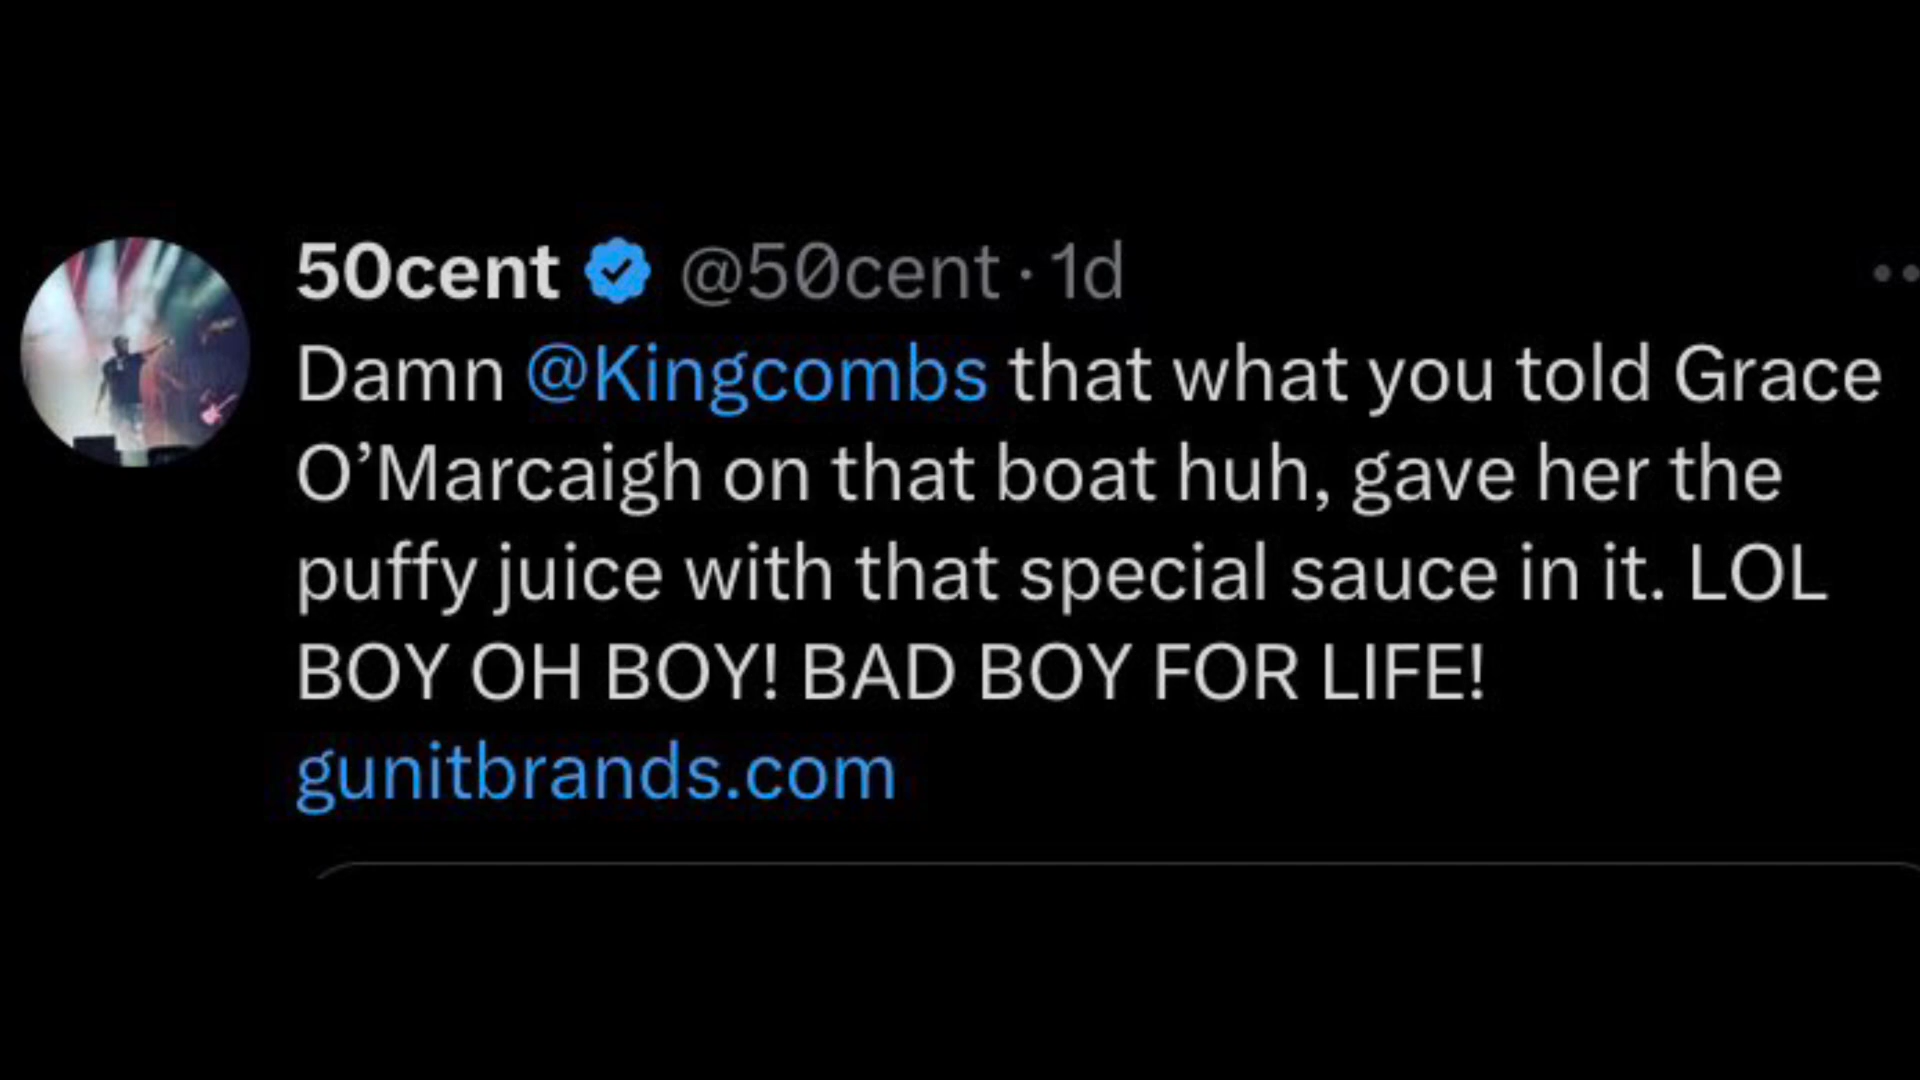 50cent @50cent · 1d
Damn @Kingcombs that what you told Grace
O’Marcaigh on that boat huh, gave her the
puffy juice with that special sauce in it. LOL
BOY OH BOY! BAD BOY FOR LIFE!
gunitbrands.com